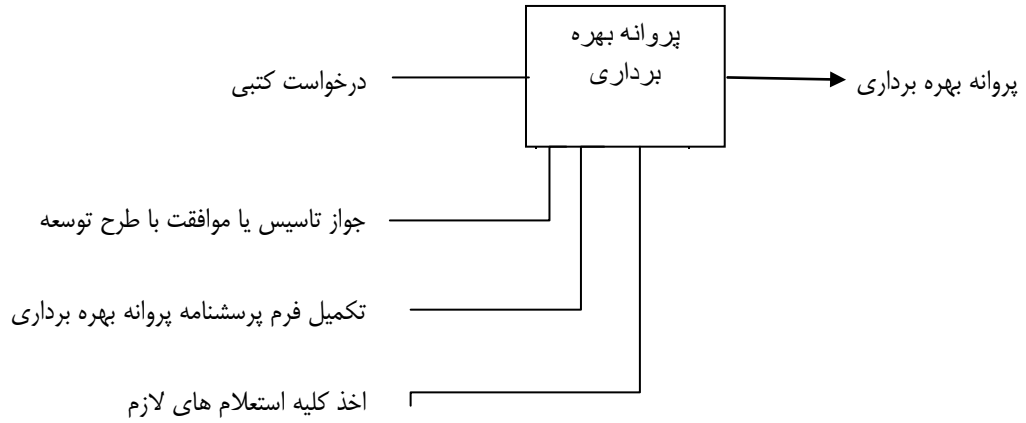 پروانه بهره
برداری
پروانه بهره برداری
درخواست کتبی
جواز تاسیس یا موافقت با طرح توسعه
تکمیل فرم پرسشنامه پروانه بهره برداری
اخذ کلیه استعلام های لازم